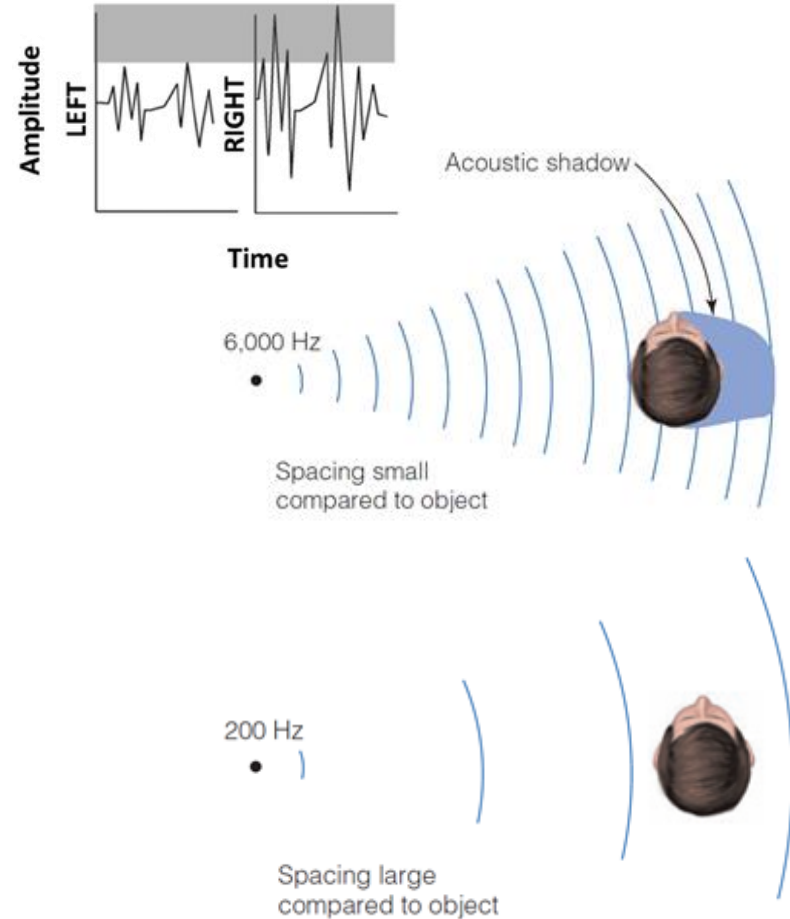 Amplitude
LEFT
RIGHT
Time
Acoustic shadow
6,000 Hz
Spacing small
compared to object
200 Hz
Spacing large
compared to object